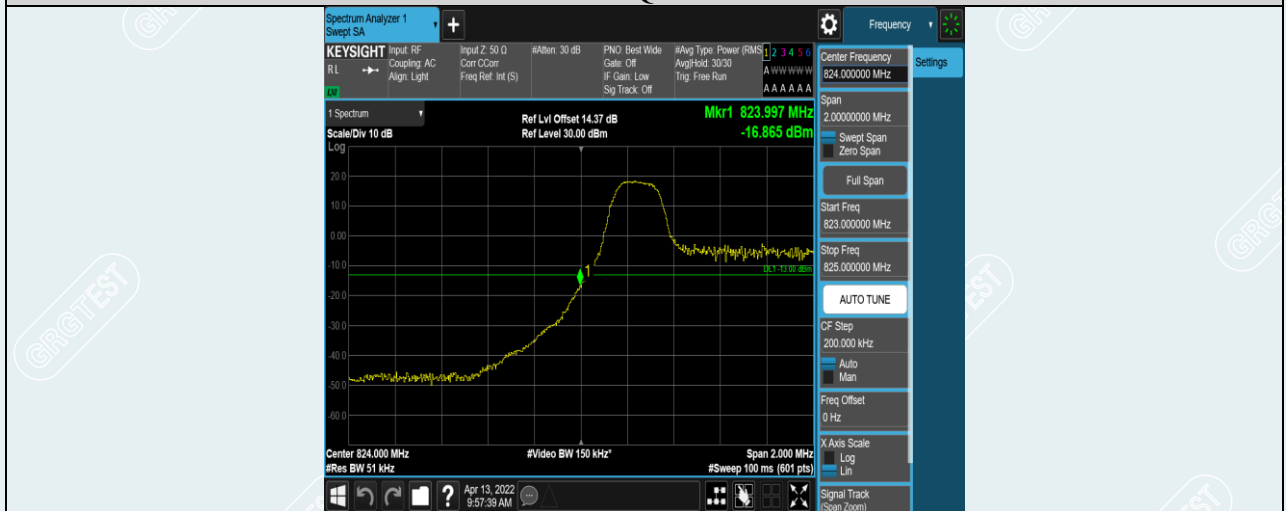 Spectrum Analyzer 1
Swept SA
+
Frequency
KEYSIGHT
RL
LW
Input: RF
Coupling: AC
Align: Light
Input Z: 50 Ω
Corr CCorr
Freq Ref: Int (S)
#Atten: 30 dB
PNO: Best Wide
Gate: Off
IF Gain: Low
Sig Track: Off
#Avg Type: Power (RMS
Avg|Hold: 30/30
Trig: Free Run
1 2 3 4 5 6
A W W W W W
A A A A A A
1 Spectrum
Scale/Div 10 dB
Log
Ref Lvl Offset 14.37 dB
Ref Level 30.00 dBm
Mkr1 823.997 MHz
-16.865 dBm
20.0
10.0
0.00
-10.0
-20.0
-30.0
-40.0
-50.0
-60.0
1
DL1 -13.00 dBm
Center 824.000 MHz
#Res BW 51 kHz
#Video BW 150 kHz*
Span 2.000 MHz
#Sweep 100 ms (601 pts)
?
Apr 13, 2022
9:57:39 AM
Center Frequency
824.000000 MHz
Settings
Span
2.00000000 MHz
Swept Span
Zero Span
Full Span
Start Freq
823.000000 MHz
Stop Freq
825.000000 MHz
AUTO TUNE
CF Step
200.000 kHz
Auto
Man
Freq Offset
0 Hz
X Axis Scale
Log
Lin
Signal Track
(Span Zoom)
GRGTEST
GRGTEST
GRGTEST